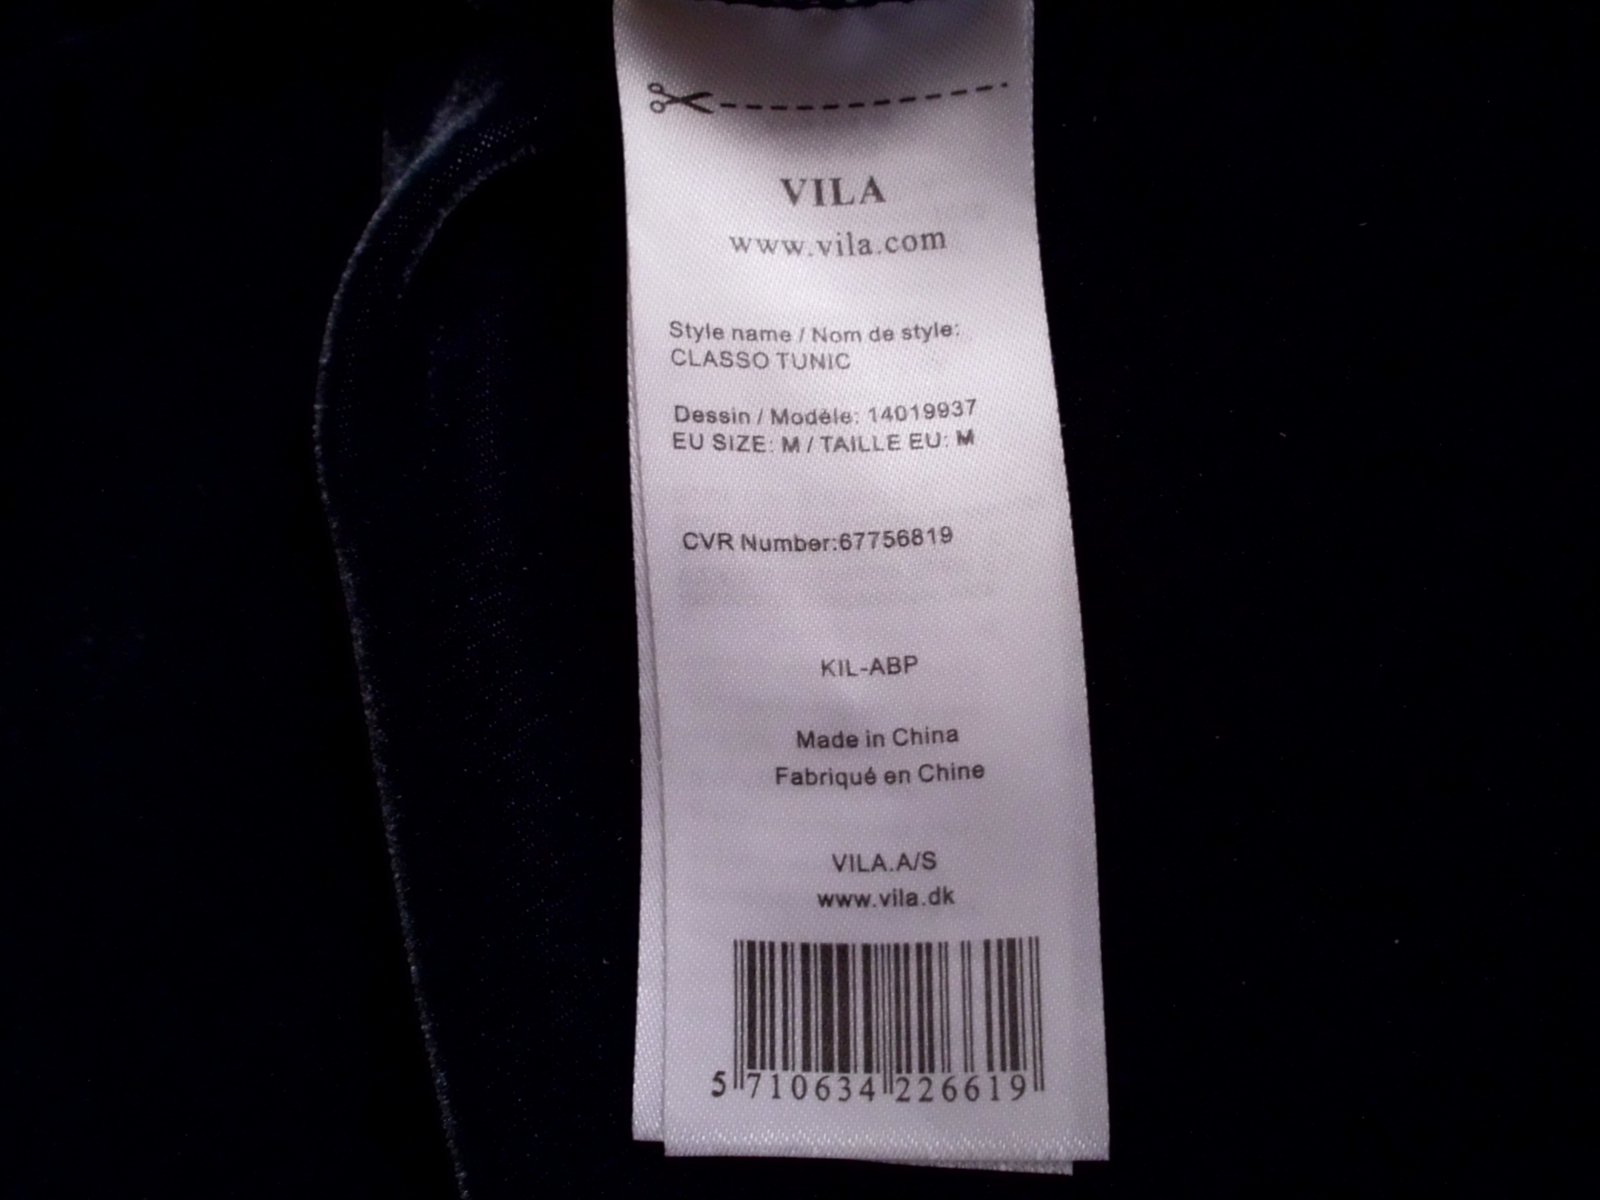 VILA
www.vila.com
Style name / Nom de style:
CLASSO TUNIC
Dessin / Modèle: 14019937
EU SIZE: M / TAILLE EU: M
CVR Number:67756819
KIL-ABP
Made in China
Fabriqué en Chine
VILA.A/S
www.vila.dk
5 710634 226619